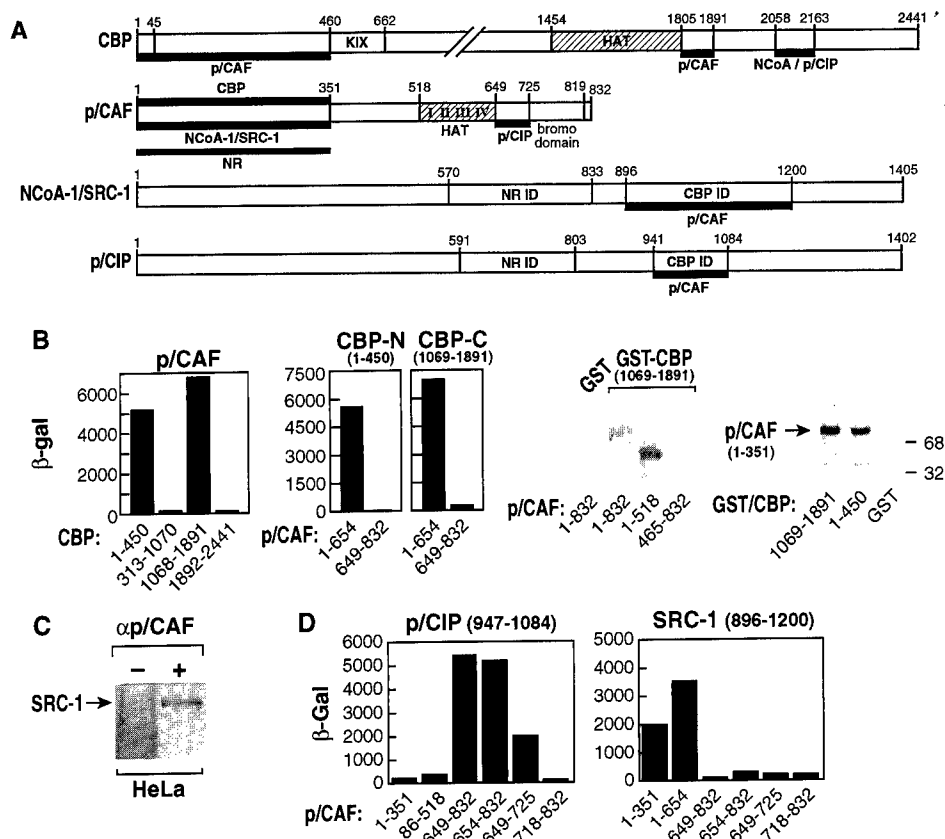 A
1 45 460 662 1454 1805 1891 2058 2163 2441
CBP KIX HAT
p/CAF p/CAF NCoA / p/CIP
1 CBP 351 518 649 725 819 832
p/CAF I II III IV
NCoA-1/SRC-1 HAT p/CIP bromo domain
NR
1 570 833 896 1200 1405
NCoA-1/SRC-1 NR ID CBP ID
p/CAF
1 591 803 941 1084 1402
p/CIP NR ID CBP ID
p/CAF
B
p/CAF
β-gal
6000
4000
2000
0
CBP: 1-450 313-1070 1068-1891 1892-2441
CBP-N (1-450)
CBP-C (1069-1891)
7500
6000
4500
3000
1500
0
p/CAF: 1-654 649-832 1-654 649-832
GST GST-CBP (1069-1891)
p/CAF: 1-832 1-832 1-518 465-832
p/CAF (1-351)
68
32
GST/CBP: 1069-1891 1-450 GST
C
αp/CAF
− +
SRC-1
HeLa
D
p/CIP (947-1084)
β-Gal
6000
5000
4000
3000
2000
1000
0
p/CAF: 1-351 86-518 649-832 654-832 649-725 718-832
SRC-1 (896-1200)
5000
4000
3000
2000
1000
0
1-351 1-654 649-832 654-832 649-725 718-832